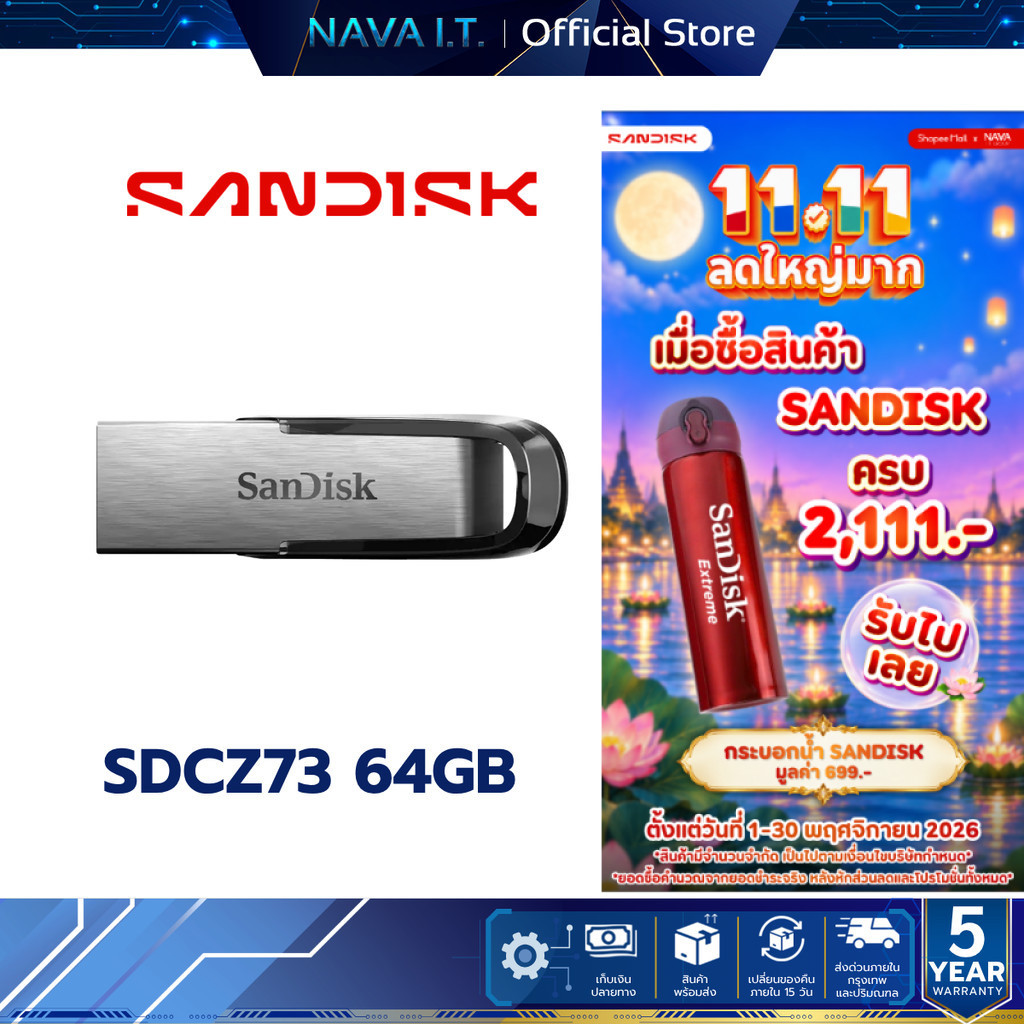 NAVA I.T. | Official Store
SANDISK
SanDisk
SDCZ73 64GB
SANDISK
Shopee Mall x NAVA
11.11
ลดใหญ่มาก
เมื่อซื้อสินค้า
SANDISK
ครบ
2,111.-
SanDisk®
Extreme
รับไป
เลย
กระบอกน้ำ SANDISK
มูลค่า 699.-
ตั้งแต่วันที่ 1-30 พฤศจิกายน 2026
*สินค้ามีจำนวนจำกัด เป็นไปตามเงื่อนไขบริษัทกำหนด*
*ยอดซื้อคำนวณจากยอดชำระจริง หลังหักส่วนลดและโปรโมชั่นทั้งหมด*
เก็บเงิน
ปลายทาง
สินค้า
พร้อมส่ง
เปลี่ยนของคืน
ภายใน 15 วัน
ส่งด่วนภายใน
กรุงเทพ
และปริมณฑล
5
YEAR
WARRANTY